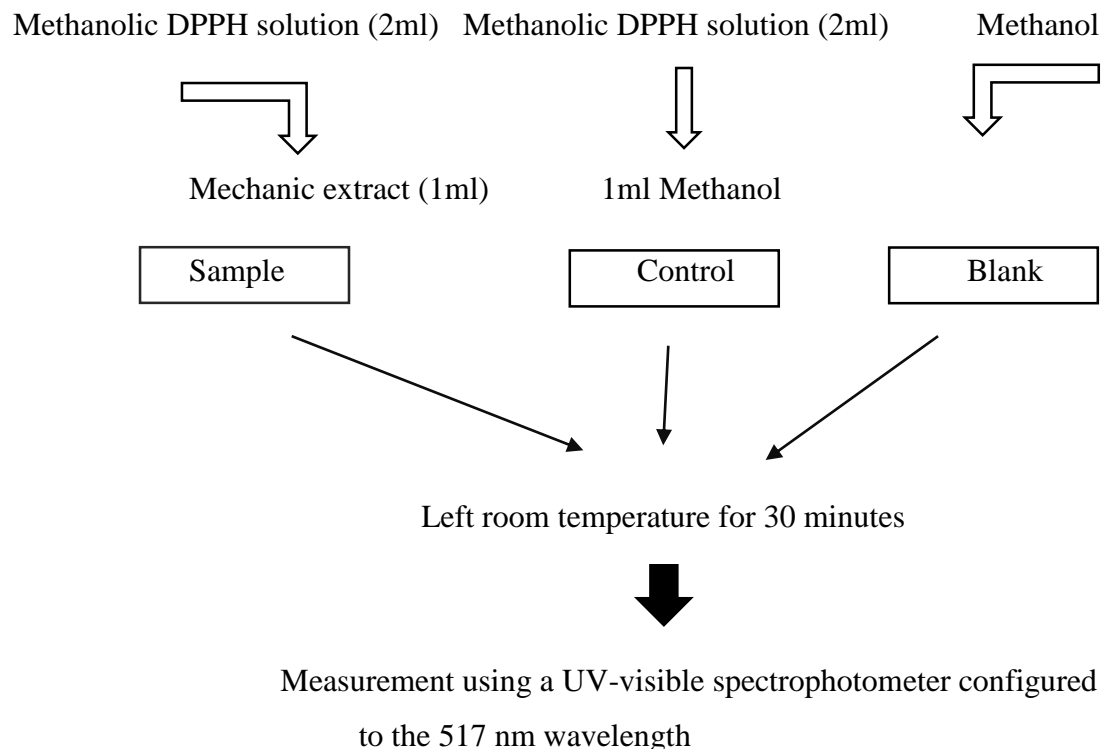 Methanolic DPPH solution (2ml) Methanolic DPPH solution (2ml) Methanol
Mechanic extract (1ml) 1ml Methanol
Sample Control Blank
Left room temperature for 30 minutes
Measurement using a UV-visible spectrophotometer configured
to the 517 nm wavelength